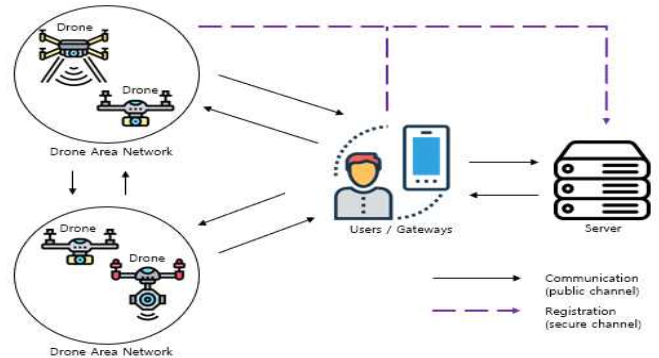 Drone
Drone
Drone Area Network
Drone
Drone
Drone Area Network
Users / Gateways
Server
Communication
(public channel)
Registration
(secure channel)